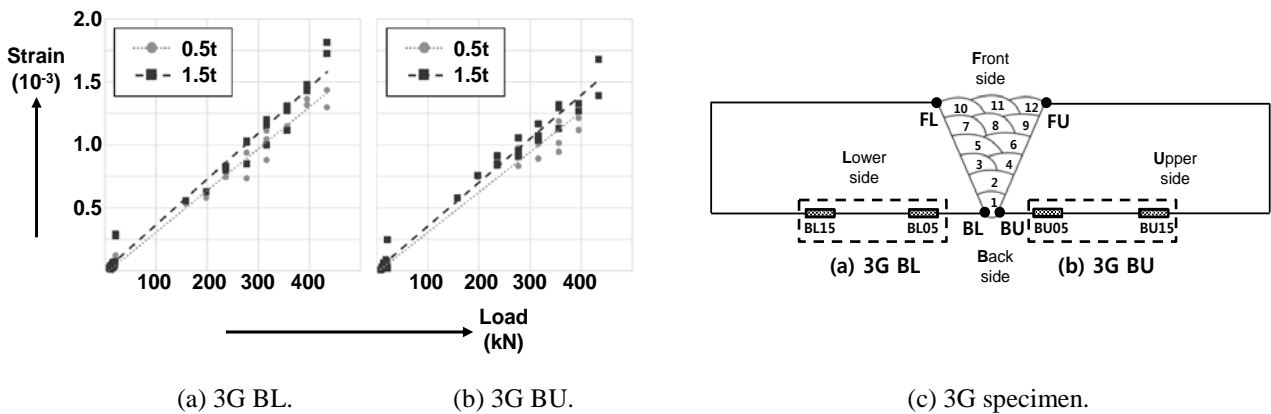 2.0
1.5
1.0
0.5
Strain
(10-3)
0.5t
1.5t
100 200 300 400
0.5t
1.5t
100 200 300 400
Load
(kN)
(a) 3G BL.
(b) 3G BU.
Front
side
10 11 12
FL FU
7 8 9
5 6
3 4
2
1
Lower
side
Upper
side
BL15 BL05 BL BU BU05 BU15
(a) 3G BL
Back
side
(b) 3G BU
(c) 3G specimen.